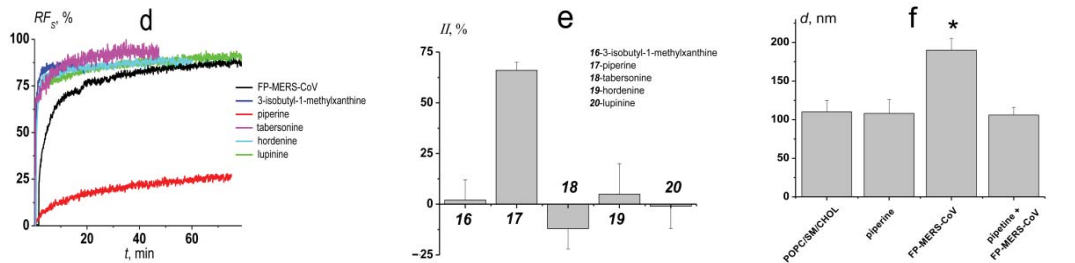 d
RF_S, %
100
75
50
25
0
20
40
60
t, min
FP-MERS-CoV
3-isobutyl-1-methylxanthine
piperine
tabersonine
hordenine
lupinine
e
II, %
75
50
25
0
−25
16-3-isobutyl-1-methylxanthine
17-piperine
18-tabersonine
19-hordenine
20-lupinine
16
17
18
19
20
f
d, nm
200
150
100
50
0
*
POPC/SM/CHOL
piperine
FP-MERS-CoV
pipetine +
FP-MERS-CoV